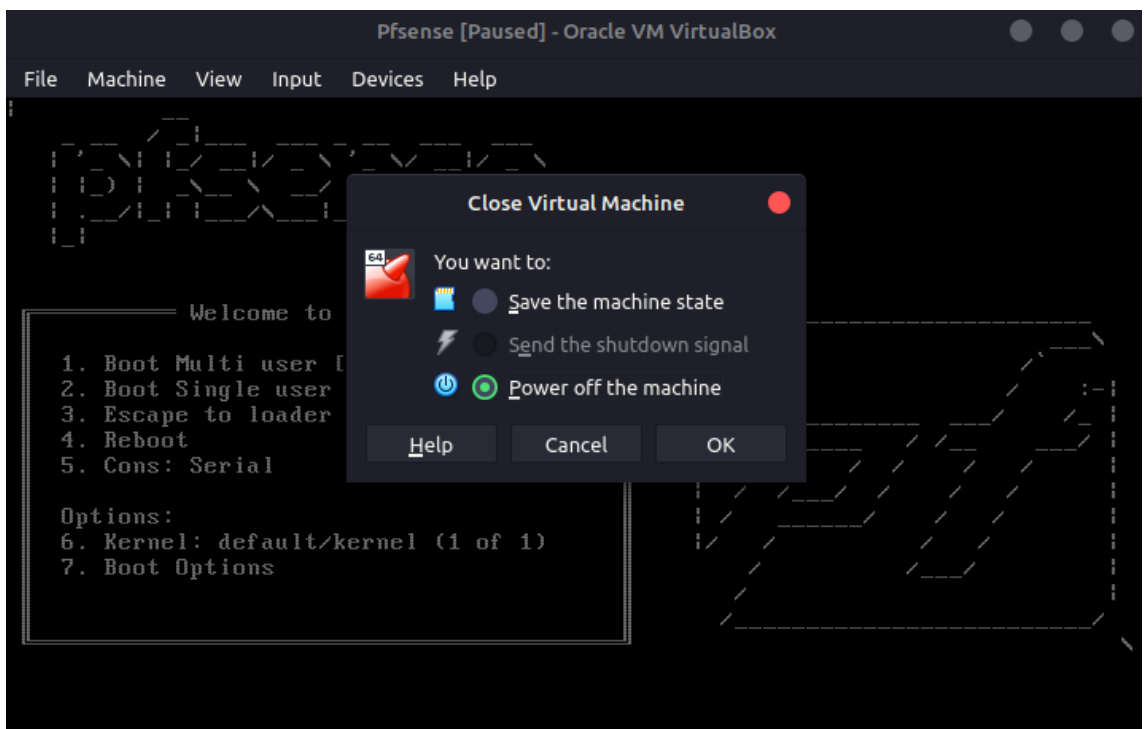 Pfsense [Paused] - Oracle VM VirtualBox
File Machine View Input Devices Help
Close Virtual Machine
64
You want to:
Save the machine state
Send the shutdown signal
Power off the machine
Help Cancel OK
Welcome to
1. Boot Multi user [
2. Boot Single user
3. Escape to loader
4. Reboot
5. Cons: Serial
Options:
6. Kernel: default/kernel (1 of 1)
7. Boot Options